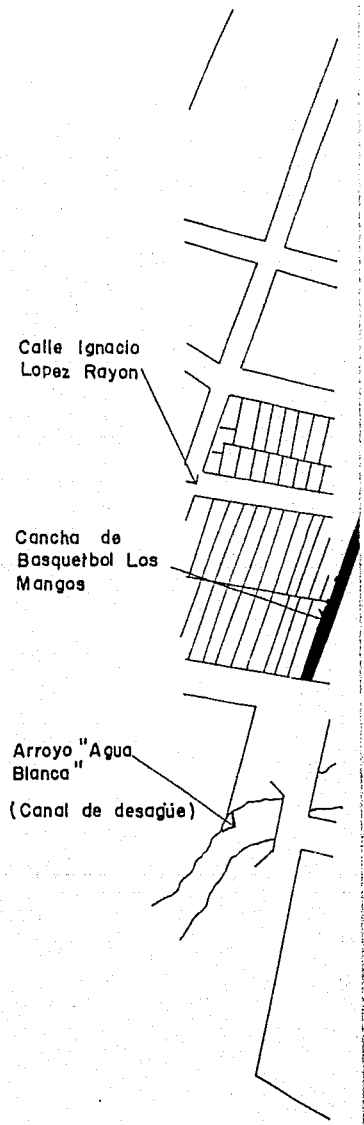 Calle Ignacio
Lopez Rayon
Cancha de
Basquetbol Los
Mangos
Arroyo "Agua
Blanca"
(Canal de desagüe)